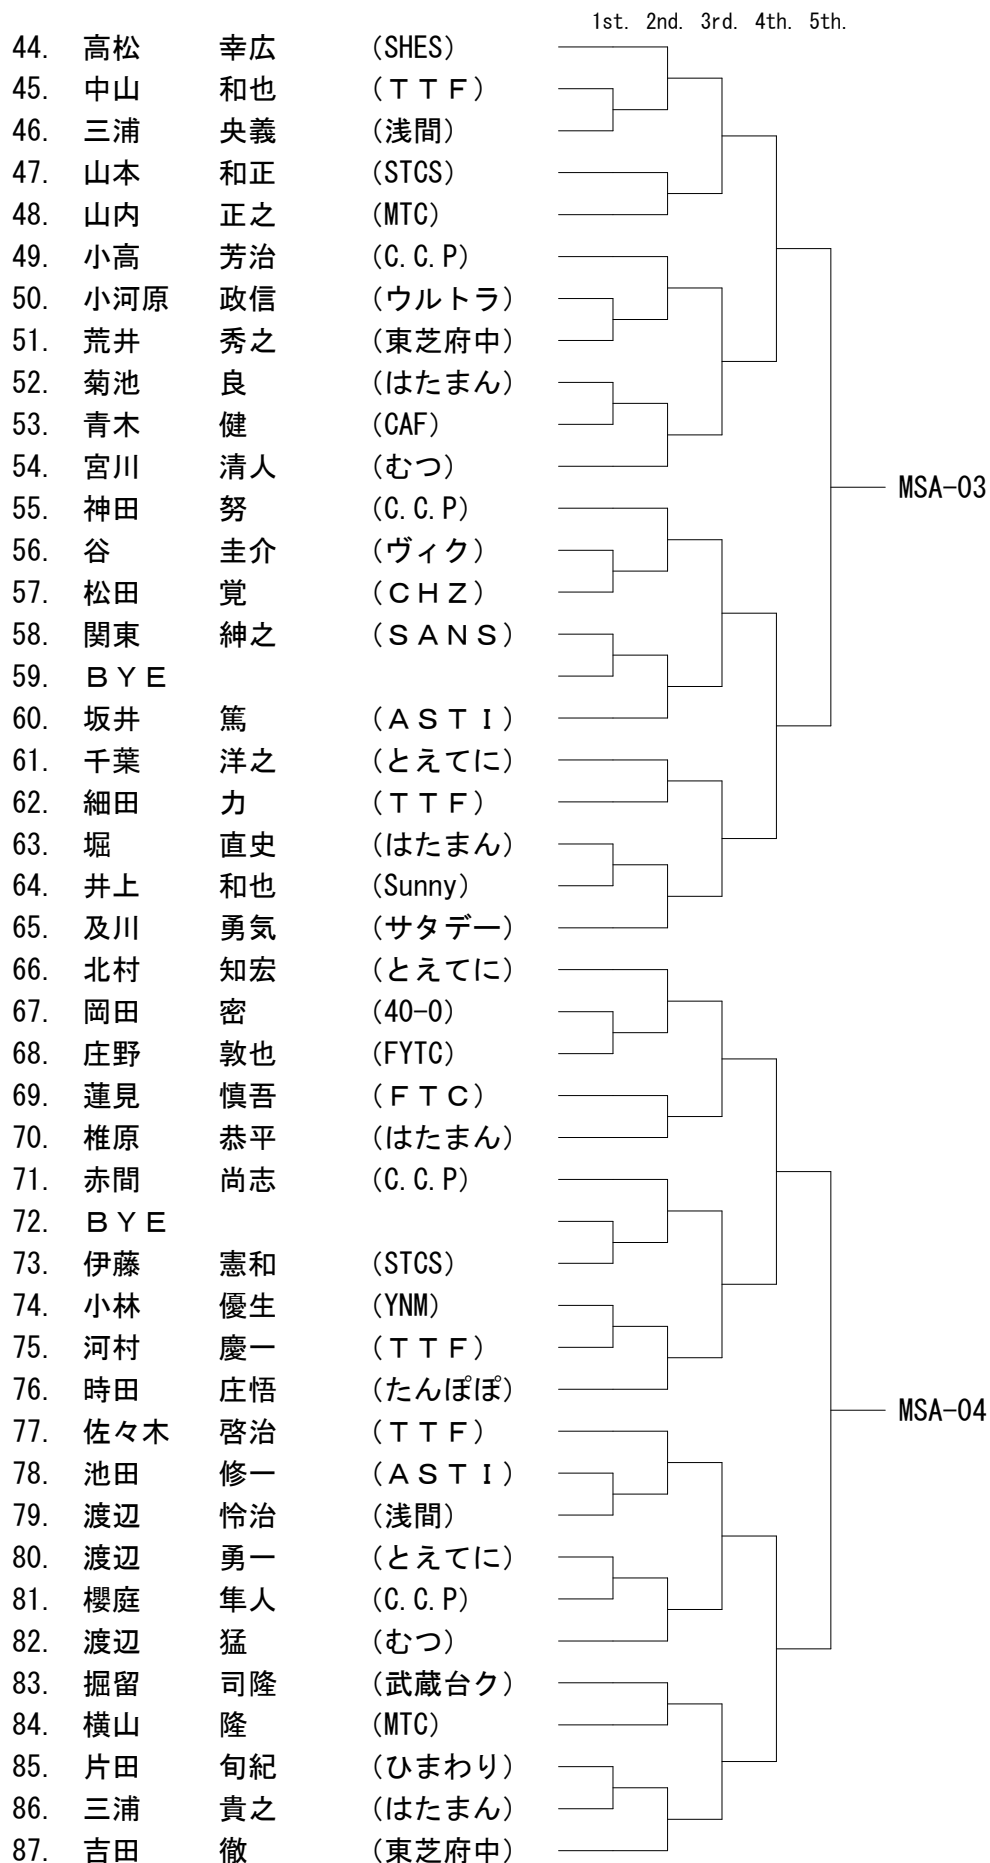 1st. 2nd. 3rd. 4th. 5th.
44. 高松 幸広 (SHES)
45. 中山 和也 (ＴＴＦ)
46. 三浦 央義 (浅間)
47. 山本 和正 (STCS)
48. 山内 正之 (MTC)
49. 小高 芳治 (C.C.P)
50. 小河原 政信 (ウルトラ)
51. 荒井 秀之 (東芝府中)
52. 菊池 良 (はたまん)
53. 青木 健 (CAF)
54. 宮川 清人 (むつ)
MSA-03
55. 神田 努 (C.C.P)
56. 谷 圭介 (ヴィク)
57. 松田 覚 (ＣＨＺ)
58. 関東 紳之 (ＳＡＮＳ)
59. ＢＹＥ
60. 坂井 篤 (ＡＳＴＩ)
61. 千葉 洋之 (とえてに)
62. 細田 力 (ＴＴＦ)
63. 堀 直史 (はたまん)
64. 井上 和也 (Sunny)
65. 及川 勇気 (サタデー)
66. 北村 知宏 (とえてに)
67. 岡田 密 (40-0)
68. 庄野 敦也 (FYTC)
69. 蓮見 慎吾 (ＦＴＣ)
70. 椎原 恭平 (はたまん)
71. 赤間 尚志 (C.C.P)
72. ＢＹＥ
73. 伊藤 憲和 (STCS)
74. 小林 優生 (YNM)
75. 河村 慶一 (ＴＴＦ)
76. 時田 庄悟 (たんぽぽ)
MSA-04
77. 佐々木 啓治 (ＴＴＦ)
78. 池田 修一 (ＡＳＴＩ)
79. 渡辺 怜治 (浅間)
80. 渡辺 勇一 (とえてに)
81. 櫻庭 隼人 (C.C.P)
82. 渡辺 猛 (むつ)
83. 掘留 司隆 (武蔵台ク)
84. 横山 隆 (MTC)
85. 片田 旬紀 (ひまわり)
86. 三浦 貴之 (はたまん)
87. 吉田 徹 (東芝府中)